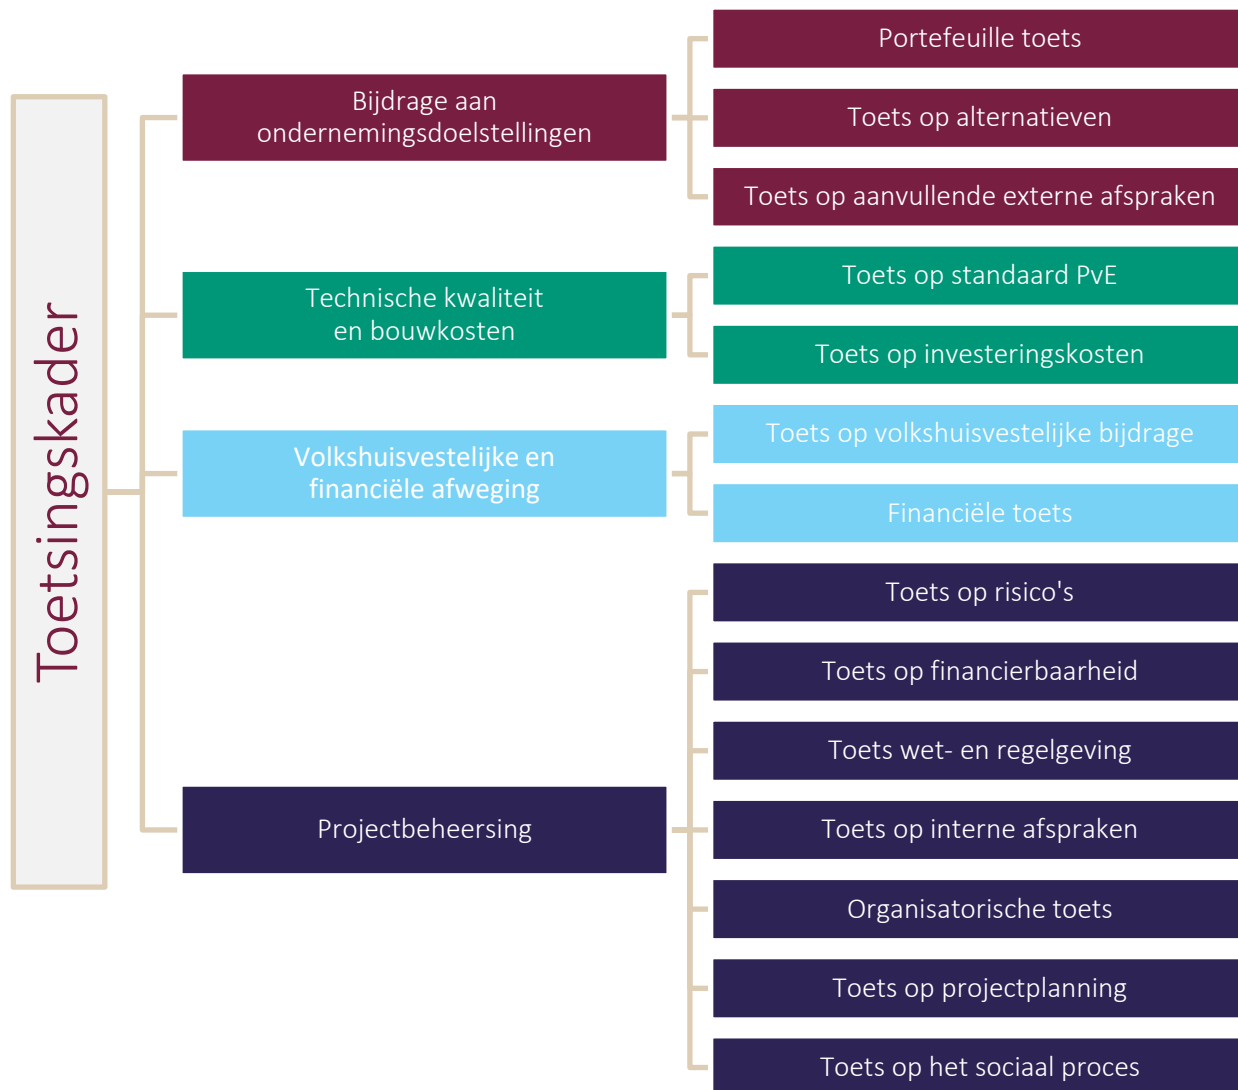 Toetsingskader
Bijdrage aan
ondernemingsdoelstellingen
Portefeuille toets
Toets op alternatieven
Toets op aanvullende externe afspraken
Technische kwaliteit
en bouwkosten
Toets op standaard PvE
Toets op investeringskosten
Volkshuisvestelijke en
financiële afweging
Toets op volkshuisvestelijke bijdrage
Financiële toets
Projectbeheersing
Toets op risico's
Toets op financierbaarheid
Toets wet- en regelgeving
Toets op interne afspraken
Organisatorische toets
Toets op projectplanning
Toets op het sociaal proces